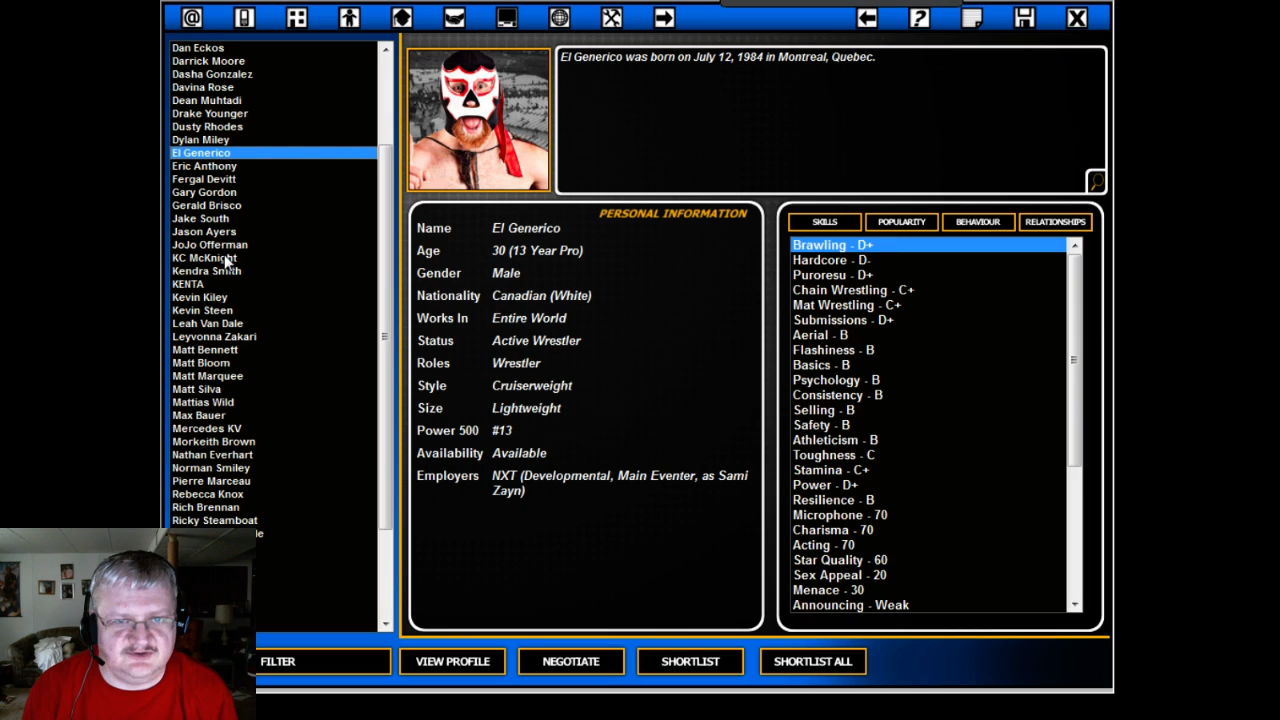 Dan Eckos
Darrick Moore
Dasha Gonzalez
Davina Rose
Dean Muhtadi
Drake Younger
Dusty Rhodes
Dylan Miley
El Generico
Eric Anthony
Fergal Devitt
Gary Gordon
Gerald Brisco
Jake South
Jason Ayers
JoJo Offerman
KC McKnight
Kendra Smith
KENTA
Kevin Kiley
Kevin Steen
Leah Van Dale
Leyvonna Zakari
Matt Bennett
Matt Bloom
Matt Marquee
Matt Silva
Mattias Wild
Max Bauer
Mercedes KV
Morkeith Brown
Nathan Everhart
Norman Smiley
Pierre Marceau
Rebecca Knox
Rich Brennan
Ricky Steamboat
FILTER
El Generico was born on July 12, 1984 in Montreal, Quebec.
PERSONAL INFORMATION
Name El Generico
Age 30 (13 Year Pro)
Gender Male
Nationality Canadian (White)
Works In Entire World
Status Active Wrestler
Roles Wrestler
Style Cruiserweight
Size Lightweight
Power 500 #13
Availability Available
Employers NXT (Developmental, Main Eventer, as Sami
Zayn)
SKILLS POPULARITY BEHAVIOUR RELATIONSHIPS
Brawling - D+
Hardcore - D-
Puroresu - D+
Chain Wrestling - C+
Mat Wrestling - C+
Submissions - D+
Aerial - B
Flashiness - B
Basics - B
Psychology - B
Consistency - B
Selling - B
Safety - B
Athleticism - B
Toughness - C
Stamina - C+
Power - D+
Resilience - B
Microphone - 70
Charisma - 70
Acting - 70
Star Quality - 60
Sex Appeal - 20
Menace - 30
Announcing - Weak
VIEW PROFILE NEGOTIATE SHORTLIST SHORTLIST ALL